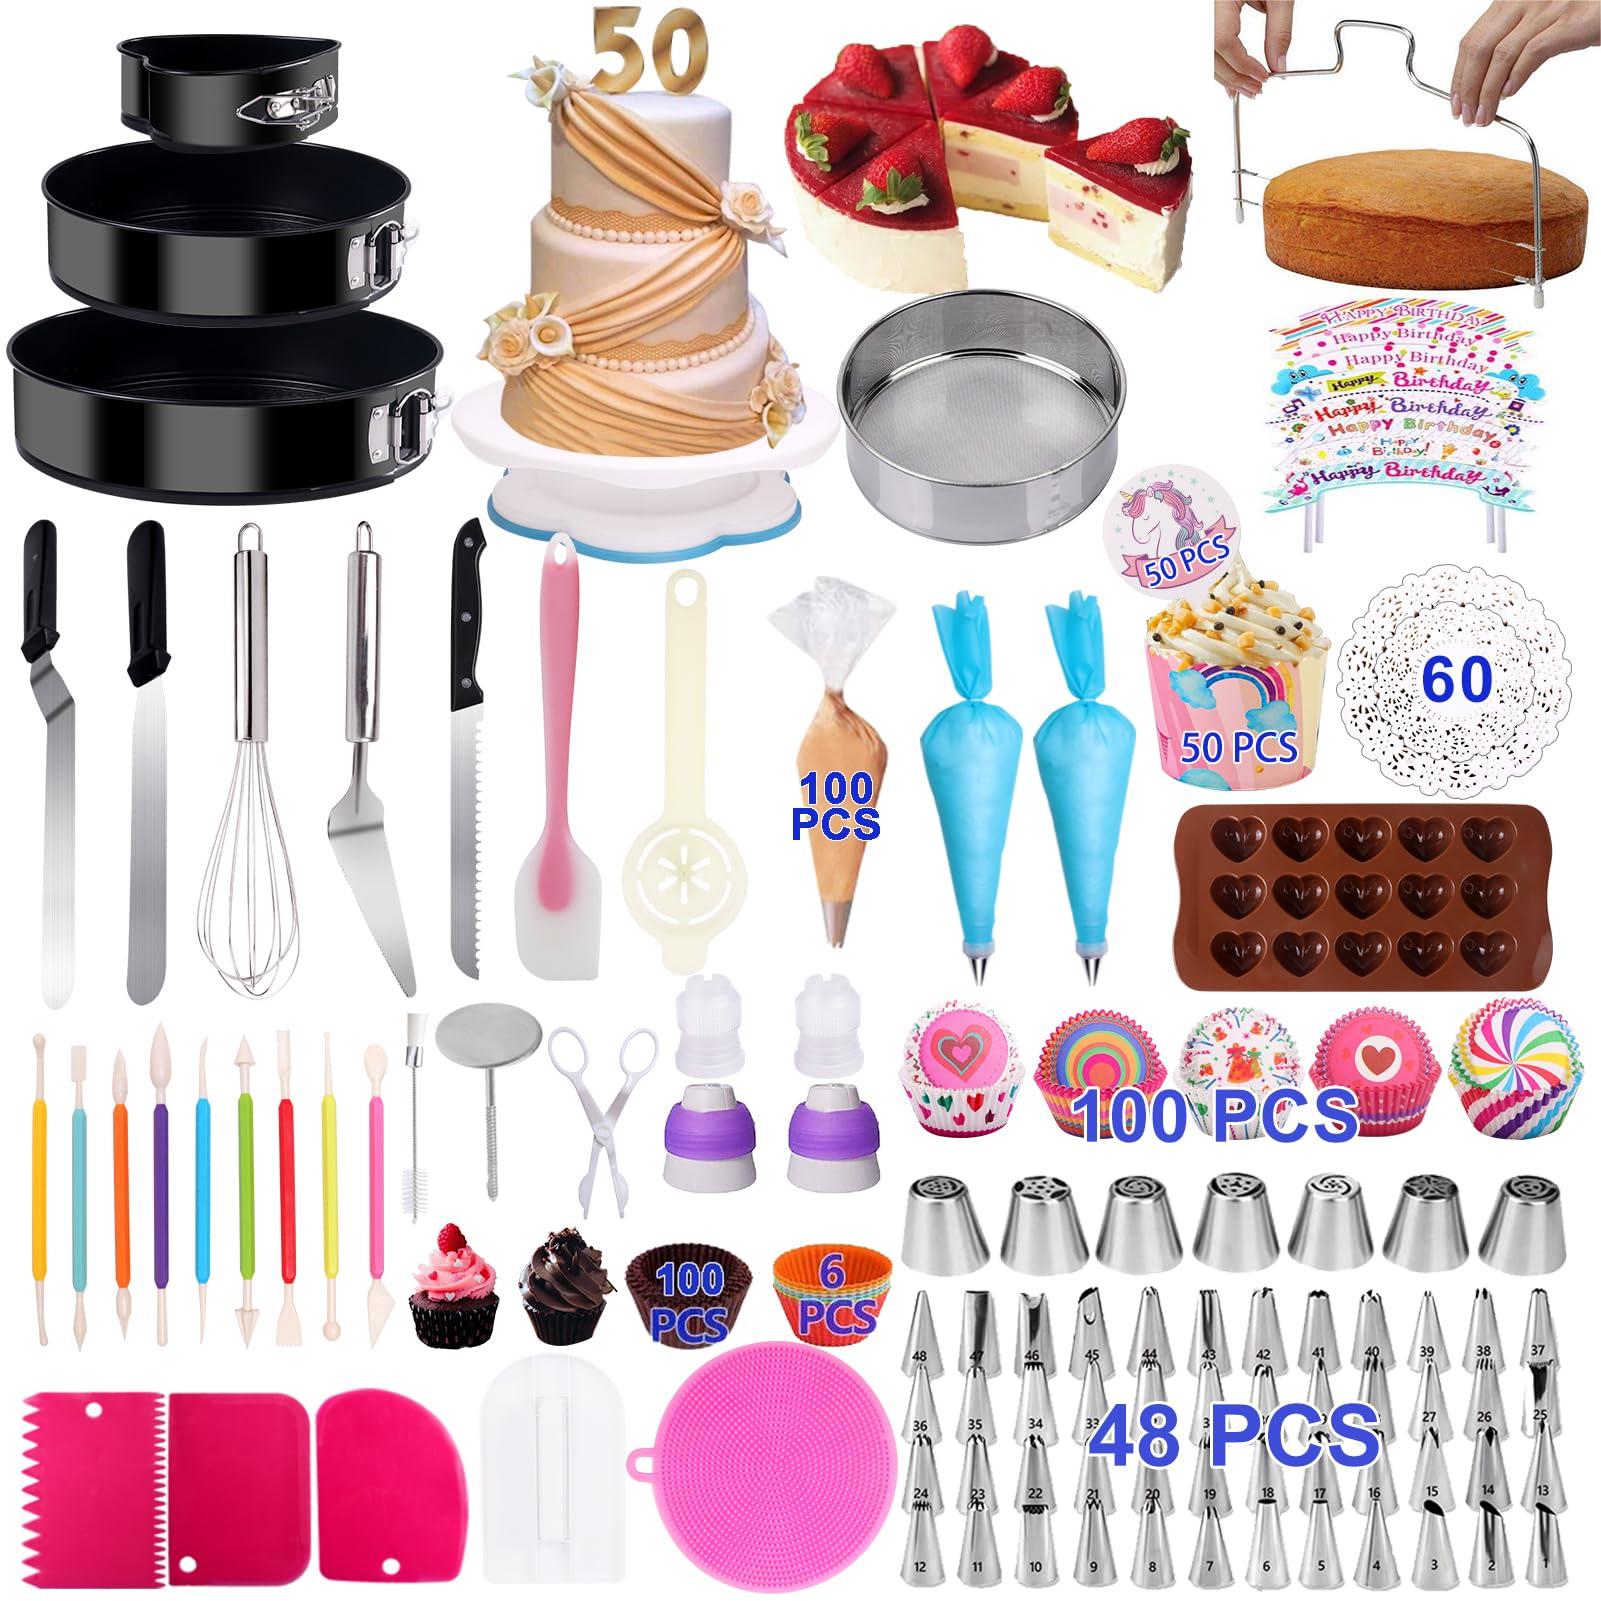 50
HAPPY BIRTHDAY
Happy Birthday
Happy Birthday
Happy Birthday
Happy Birthday
Happy Birthday
Happy
Birthday!
Happy Birthday
50 PCS
50 PCS
60
100
PCS
100 PCS
100
PCS
6
PCS
48 47 46 45 44 43 42 41 40 39 38 37
36 35 34 33 27 26 25
48 PCS
24 23 22 21 20 19 18 17 16 15 14 13
12 11 10 9 8 7 6 5 4 3 2 1